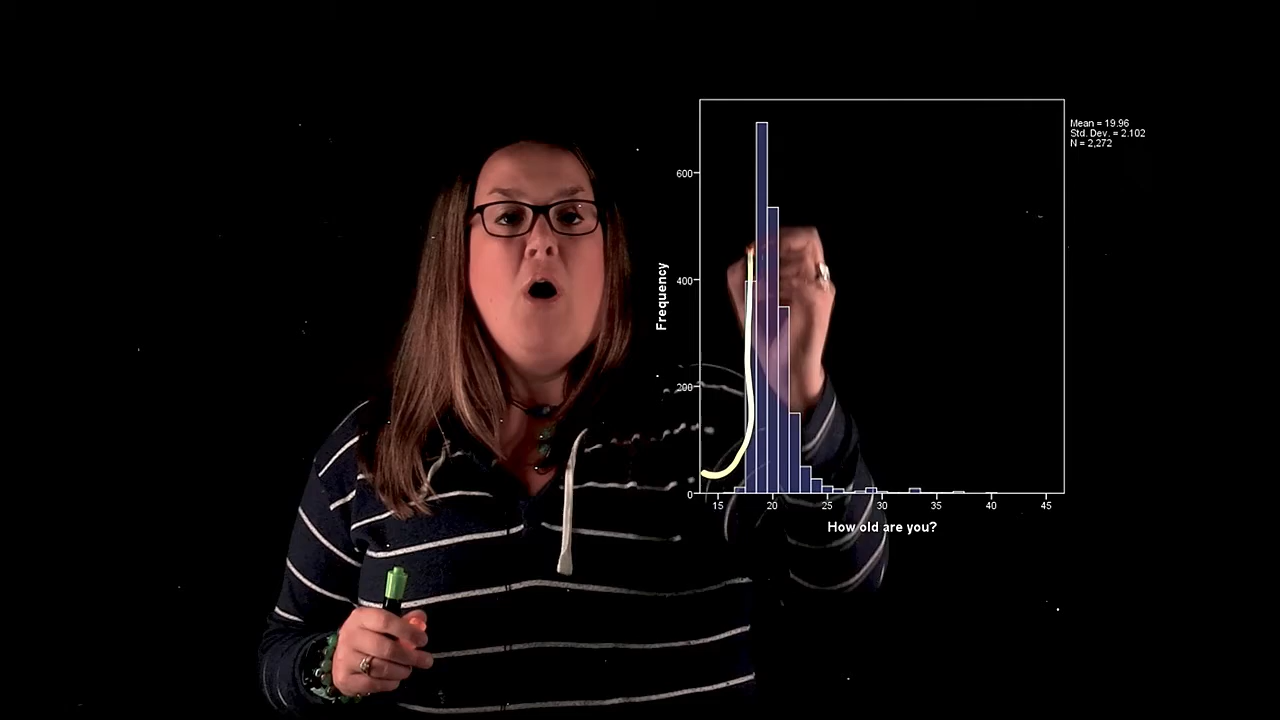 Mean = 19.96
Std. Dev. = 2.102
N = 2,272
Frequency
600
400
200
0
15 20 25 30 35 40 45
How old are you?